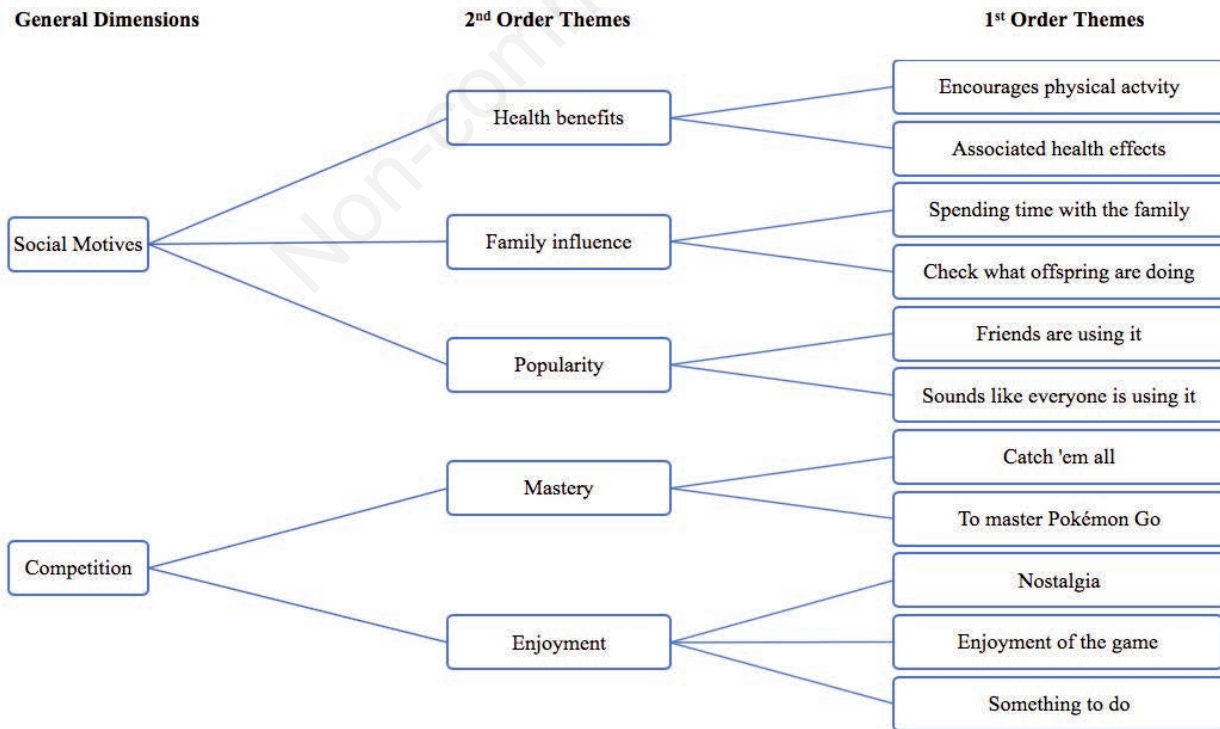 General Dimensions
2nd Order Themes
1st Order Themes
Social Motives
Health benefits
Encourages physical actvity
Associated health effects
Family influence
Spending time with the family
Check what offspring are doing
Popularity
Friends are using it
Sounds like everyone is using it
Competition
Mastery
Catch 'em all
To master Pokémon Go
Enjoyment
Nostalgia
Enjoyment of the game
Something to do
Non-com